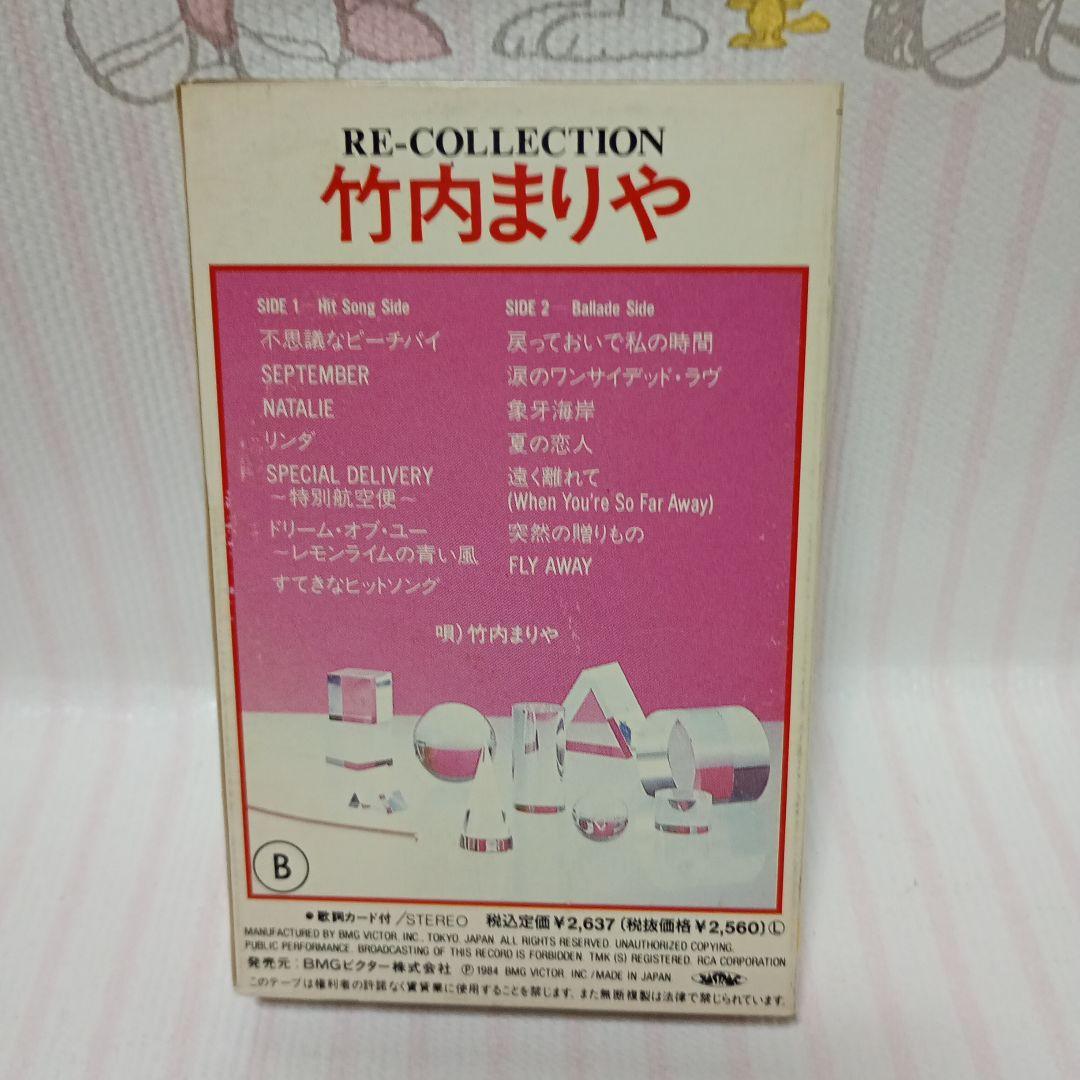 RE-COLLECTION
竹内まりや
SIDE 1—Hit Song Side
不思議なピーチパイ
SEPTEMBER
NATALIE
リンダ
SPECIAL DELIVERY
〜特別航空便〜
ドリーム・オブ・ユー
〜レモンライムの青い風
すてきなヒットソング
SIDE 2—Ballade Side
戻っておいで私の時間
涙のワンサイデッド・ラヴ
象牙海岸
夏の恋人
遠く離れて
(When You're So Far Away)
突然の贈りもの
FLY AWAY
唄) 竹内まりや
B
●歌詞カード付/STEREO 税込定価¥2,637(税抜価格¥2,560)Ⓛ
MANUFACTURED BY BMG VICTOR, INC., TOKYO, JAPAN. ALL RIGHTS RESERVED. UNAUTHORIZED COPYING.
PUBLIC PERFORMANCE. BROADCASTING OF THIS RECORD IS FORBIDDEN. TMK (S) REGISTERED. RCA CORPORATION
発売元:BMGビクター株式会社 Ⓟ1984 BMG VICTOR, INC./MADE IN JAPAN JASRAC
このテープは権利者の許諾なく賃貸業に使用することを禁じます。また無断複製は法律で禁じられています。